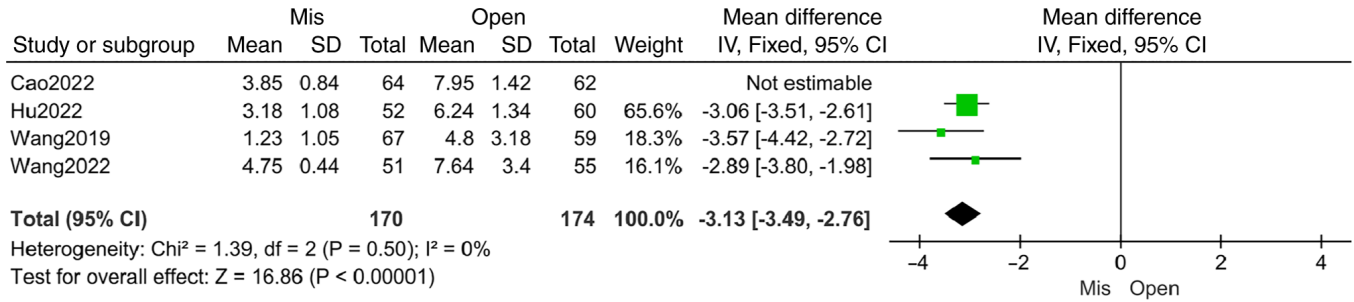 Mis Open Mean difference Mean difference
Study or subgroup Mean SD Total Mean SD Total Weight IV, Fixed, 95% CI IV, Fixed, 95% CI
Cao2022 3.85 0.84 64 7.95 1.42 62 Not estimable
Hu2022 3.18 1.08 52 6.24 1.34 60 65.6% -3.06 [-3.51, -2.61]
Wang2019 1.23 1.05 67 4.8 3.18 59 18.3% -3.57 [-4.42, -2.72]
Wang2022 4.75 0.44 51 7.64 3.4 55 16.1% -2.89 [-3.80, -1.98]
Total (95% CI) 170 174 100.0% -3.13 [-3.49, -2.76]
Heterogeneity: Chi² = 1.39, df = 2 (P = 0.50); I² = 0%
Test for overall effect: Z = 16.86 (P < 0.00001)
−4 −2 0 2 4
Mis Open